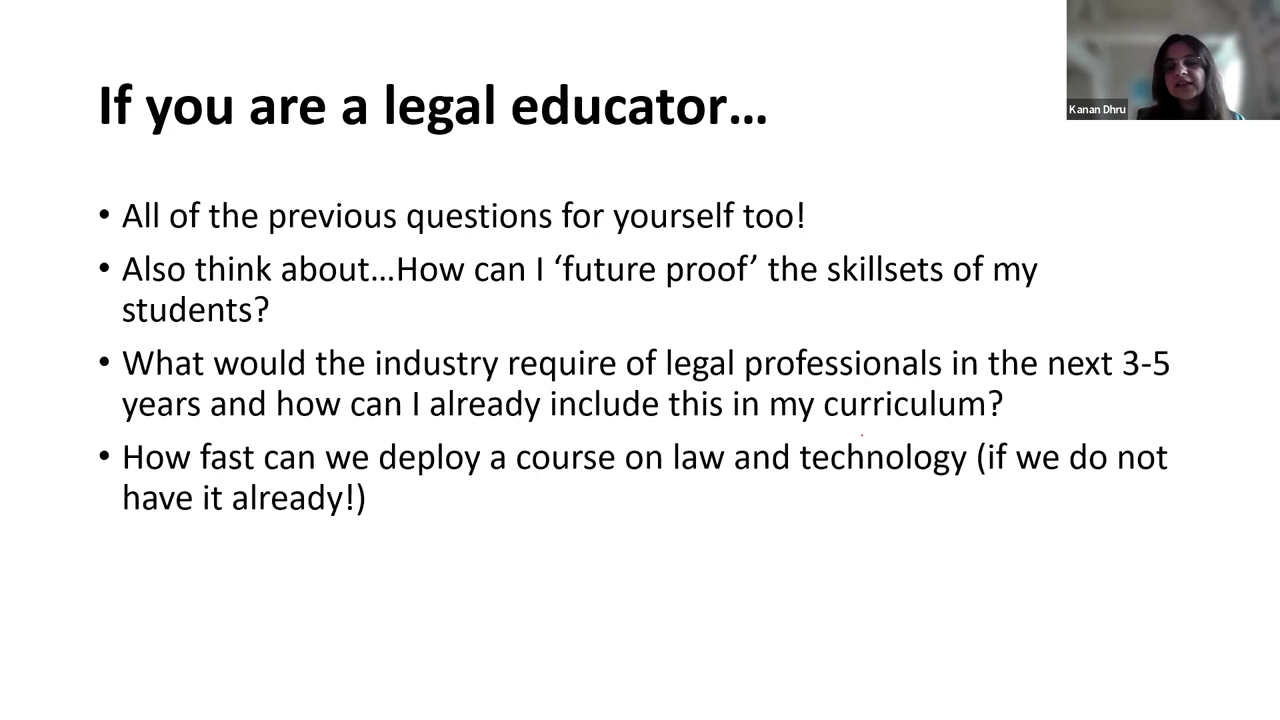 Kanan Dhru
If you are a legal educator…
• All of the previous questions for yourself too!
• Also think about…How can I ‘future proof’ the skillsets of my
students?
• What would the industry require of legal professionals in the next 3-5
years and how can I already include this in my curriculum?
• How fast can we deploy a course on law and technology (if we do not
have it already!)